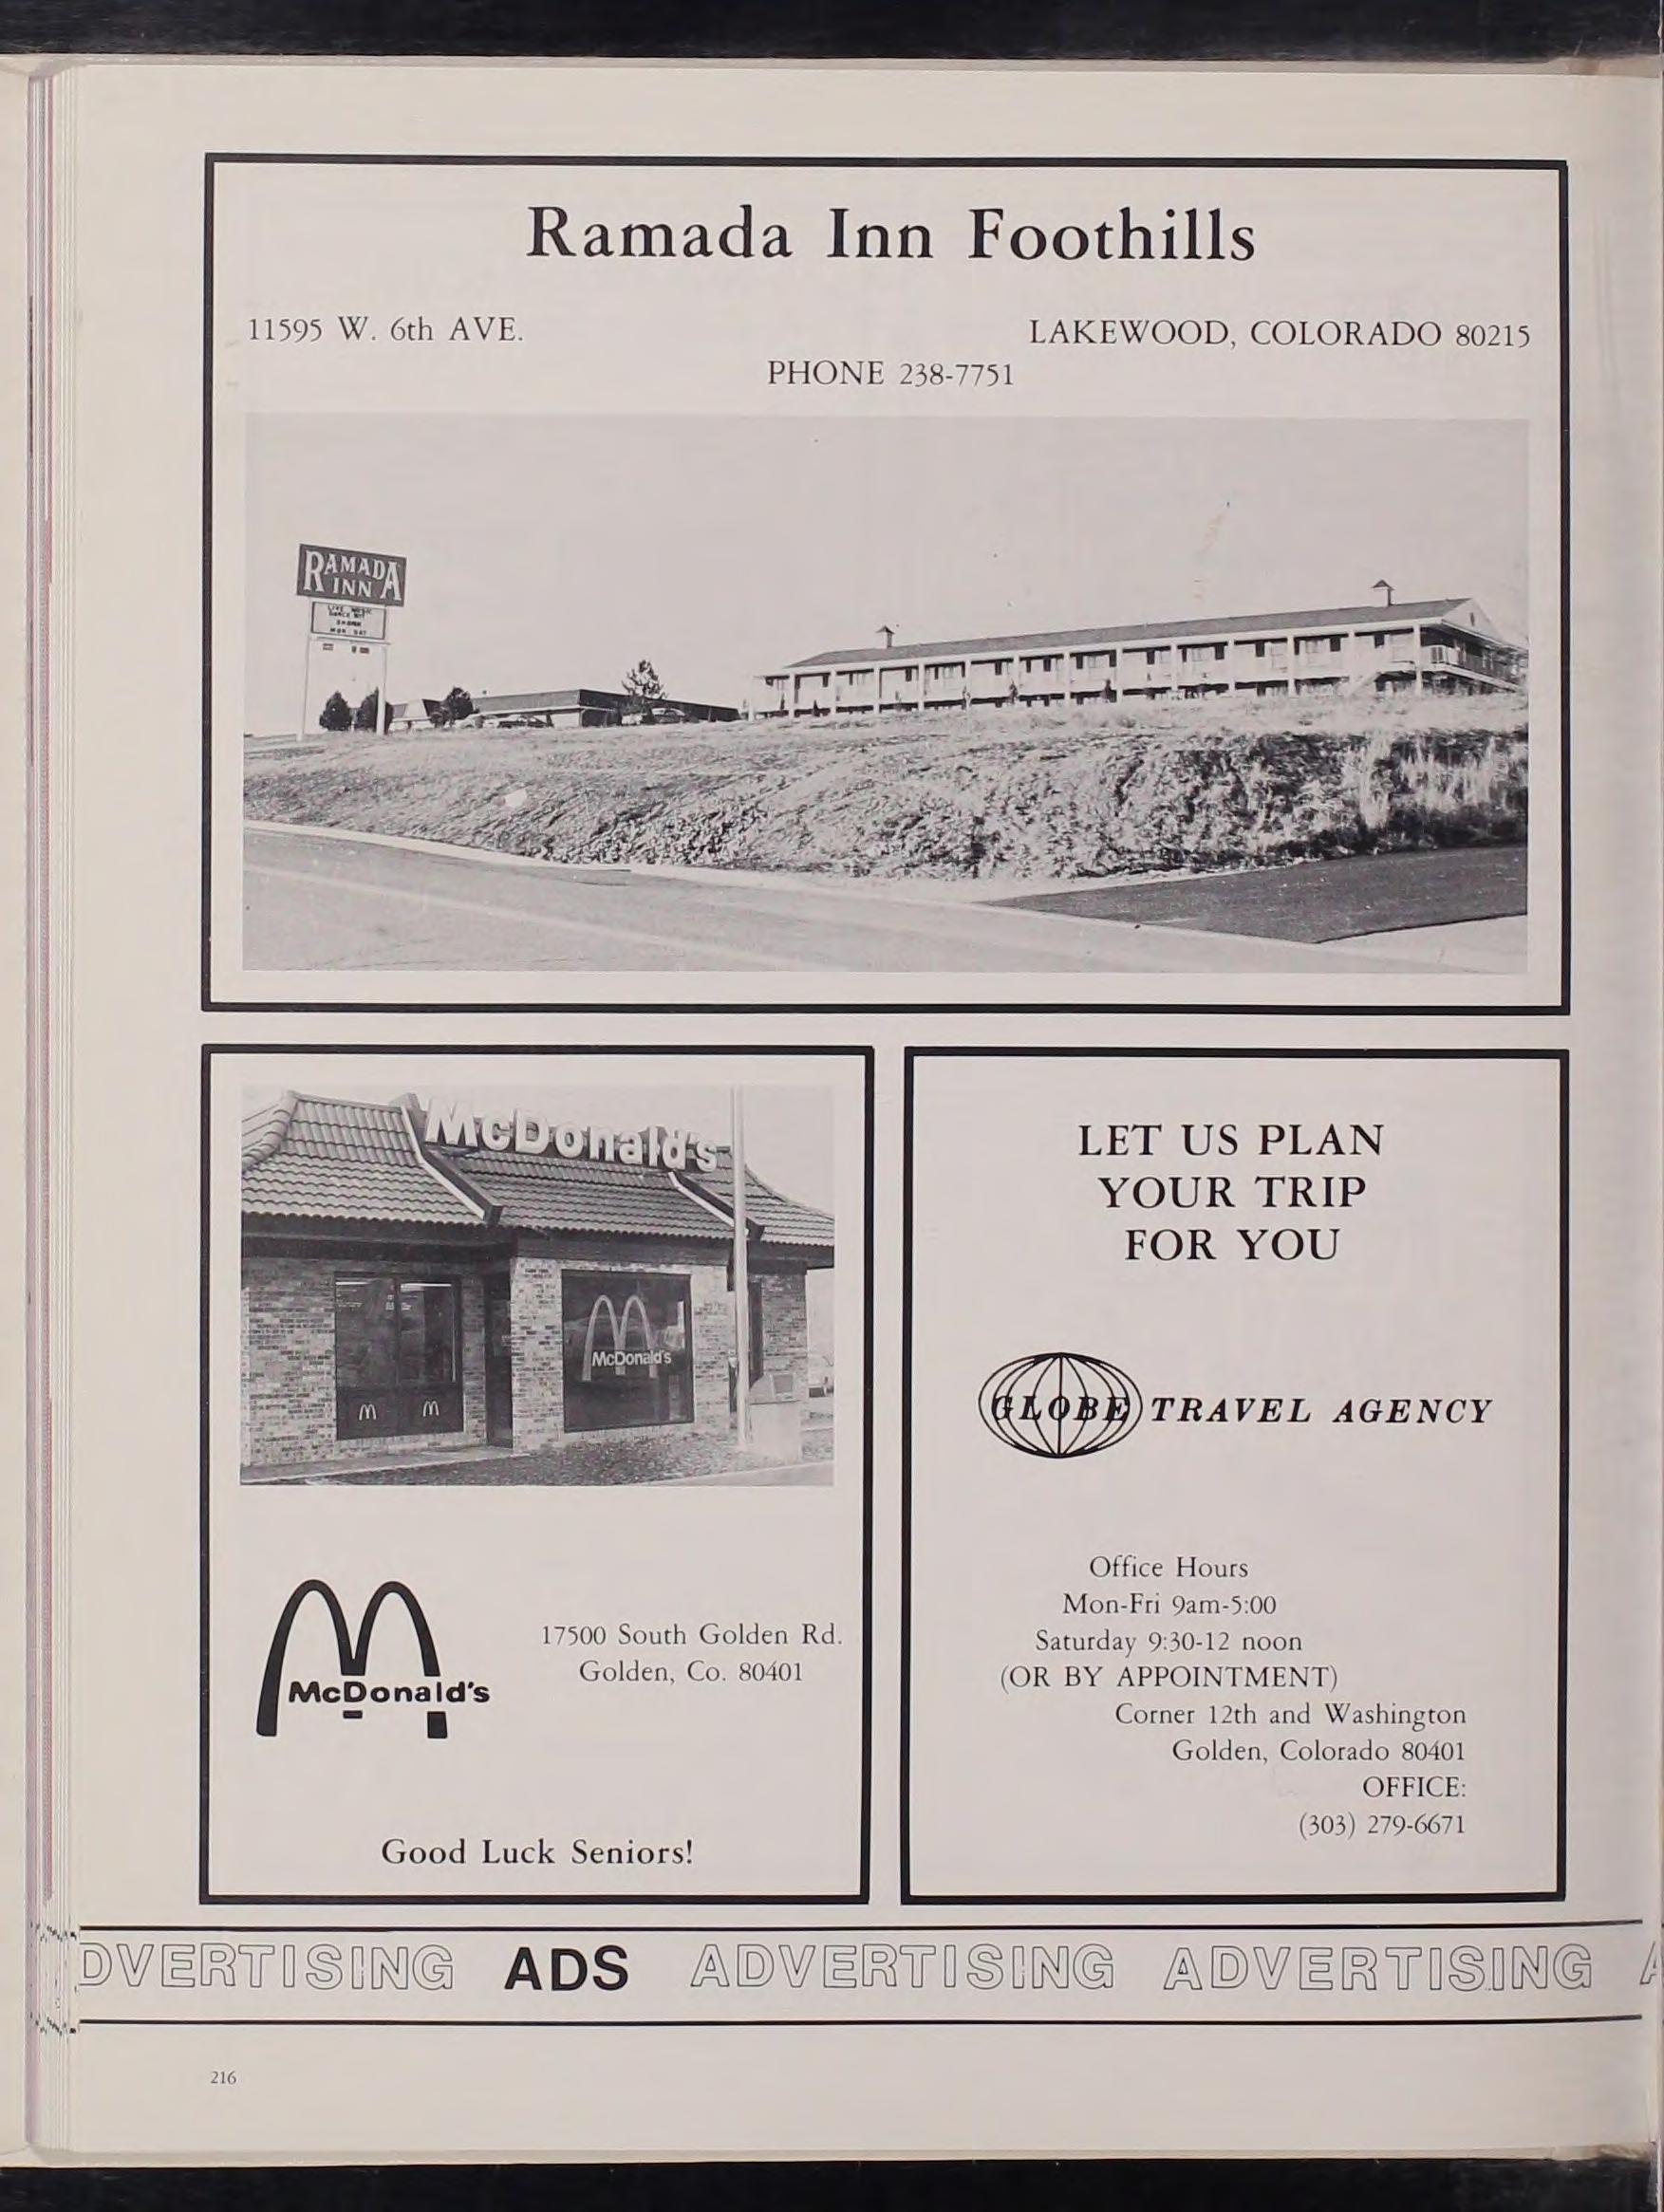 Ramada Inn Foothills
11595 W. 6th AVE.
LAKEWOOD, COLORADO 80215
PHONE 238-7751
RAMADA
INN
LIVE MUSIC
McDonald's
McDonald's
McDonald's
17500 South Golden Rd.
Golden, Co. 80401
Good Luck Seniors!
LET US PLAN
YOUR TRIP
FOR YOU
GLOBE TRAVEL AGENCY
Office Hours
Mon-Fri 9am-5:00
Saturday 9:30-12 noon
(OR BY APPOINTMENT)
Corner 12th and Washington
Golden, Colorado 80401
OFFICE:
(303) 279-6671
DVERTISING ADS ADVERTISING ADVERTISING A
216